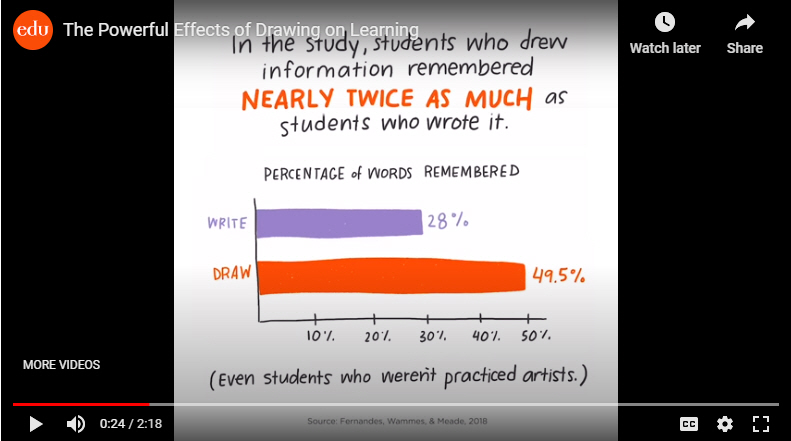 edu The Powerful Effects of Drawing on Learning
Watch later Share
In the study, students who drew
information remembered
NEARLY TWICE AS MUCH as
students who wrote it.
PERCENTAGE of WORDS REMEMBERED
WRITE 28%
DRAW 49.5%
10% 20% 30% 40% 50%
MORE VIDEOS
(Even students who weren't practiced artists.)
0:24 / 2:18 CC
Source: Fernandes, Wammes, & Meade, 2018